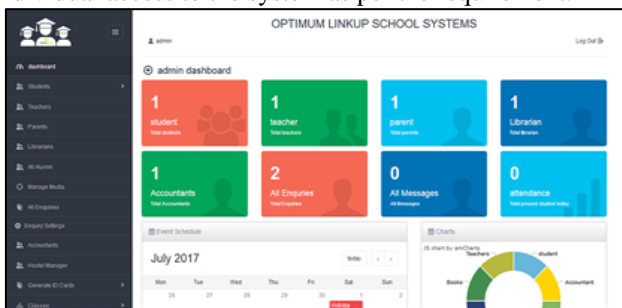 OPTIMUM LINKUP SCHOOL SYSTEMS
admin
Log Out
dashboard
Students
Teachers
Parents
Librarians
All Alumni
Manage Media
All Enquiries
Enquiry Settings
Accountants
Hostel Manager
Generate ID Cards
Classes
admin dashboard
1
student
Total students
1
teacher
Total teachers
1
parent
Total parents
1
Librarian
Total librarian
1
Accountants
Total Accountants
2
All Enquries
Total Enquiries
0
All Messages
All Messages
0
attendance
Total present student today
Event Schedule
July 2017
today
Mon Tue Wed Thu Fri Sat Sun
26 27 28 29 30 1 2
Holiday
Charts
JS chart by amCharts
Teachers
student
Books
Accountant